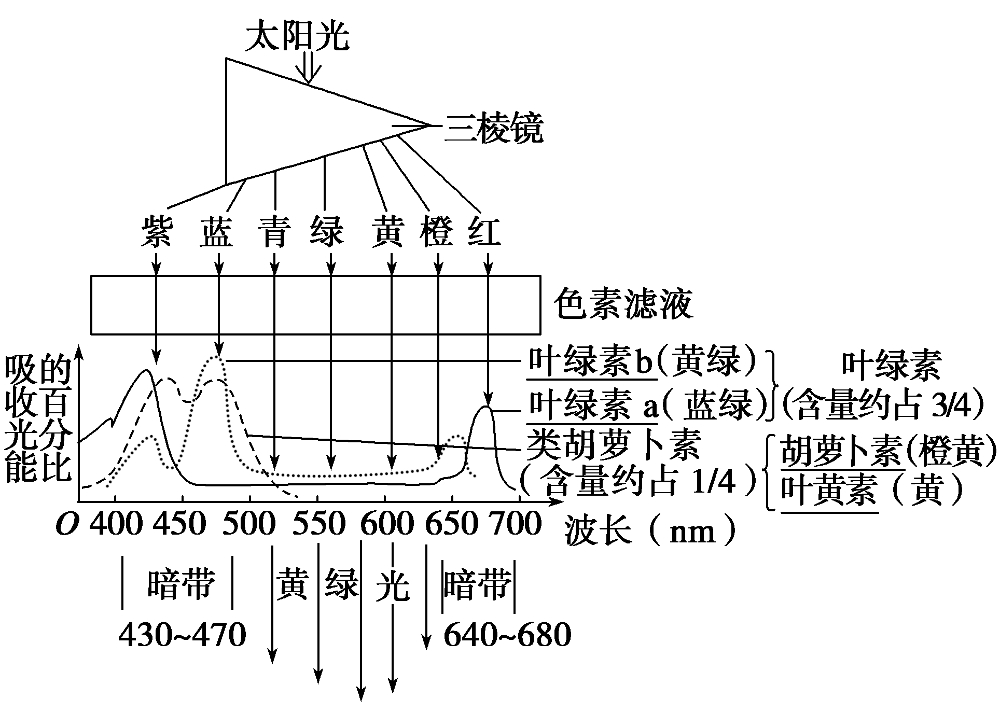 太阳光
三棱镜
紫 蓝 青 绿 黄 橙 红
色素滤液
吸收光能
的百分比
叶绿素b(黄绿)
叶绿素a(蓝绿)
叶绿素
(含量约占3/4)
类胡萝卜素
(含量约占1/4)
胡萝卜素(橙黄)
叶黄素(黄)
O 400 450 500 550 600 650 700
波长(nm)
暗带 黄绿光 暗带
430~470 640~680